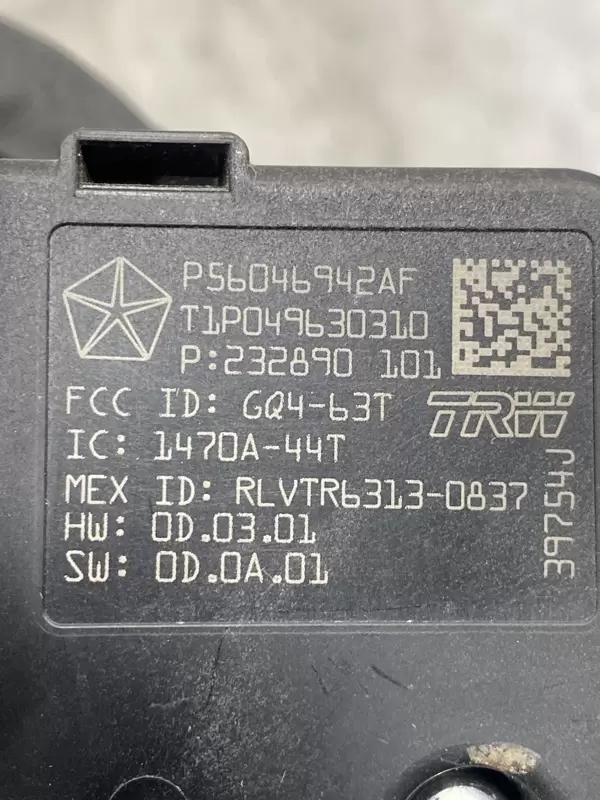 P56046942AF
T1P049630310
P:232890 101
FCC ID: GQ4-63T
TRW
IC: 1470A-44T
MEX ID: RLVTR6313-0837
HW: 0D.03.01
SW: 0D.0A.01
39754J